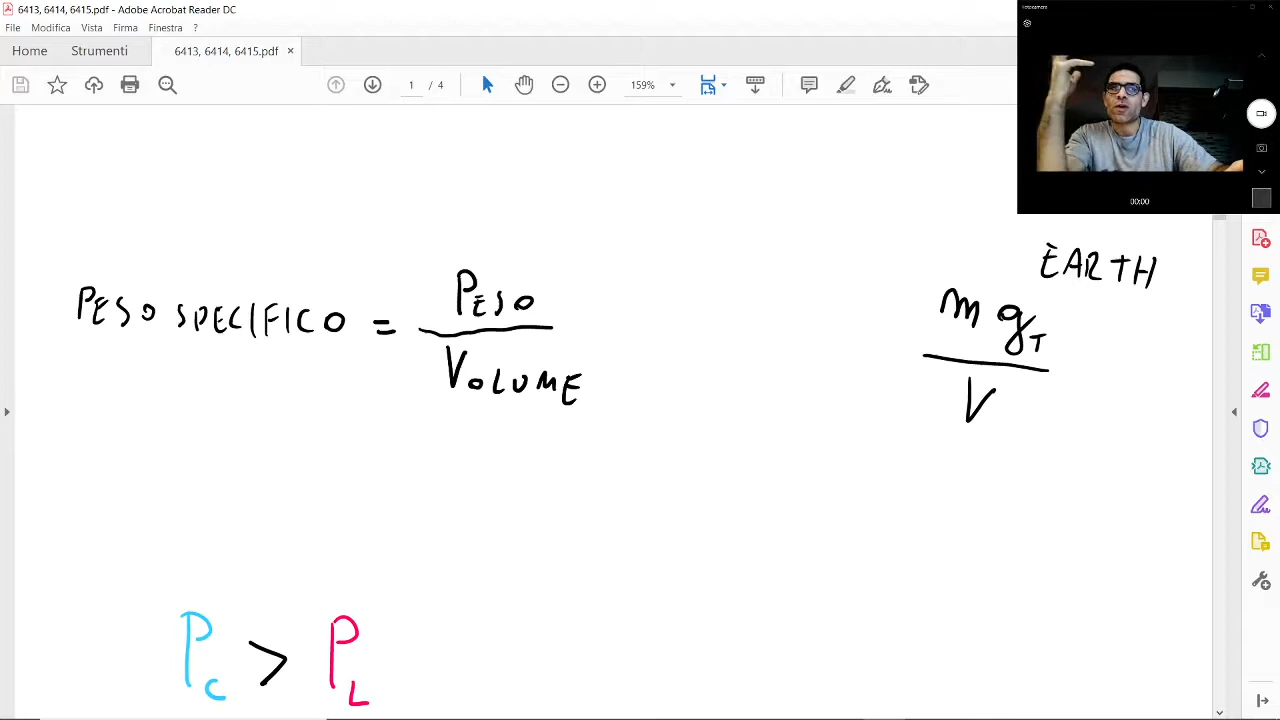 6413, 6414, 6415.pdf - Adobe Acrobat Reader DC
Fotocamera
File Modifica Vista Firma Finestra ?
Home Strumenti 6413, 6414, 6415.pdf ×
/ 4 159%
00:00
EARTH
PESO SPECIFICO = PESO / VOLUME
m g_T / V
P_C > P_L